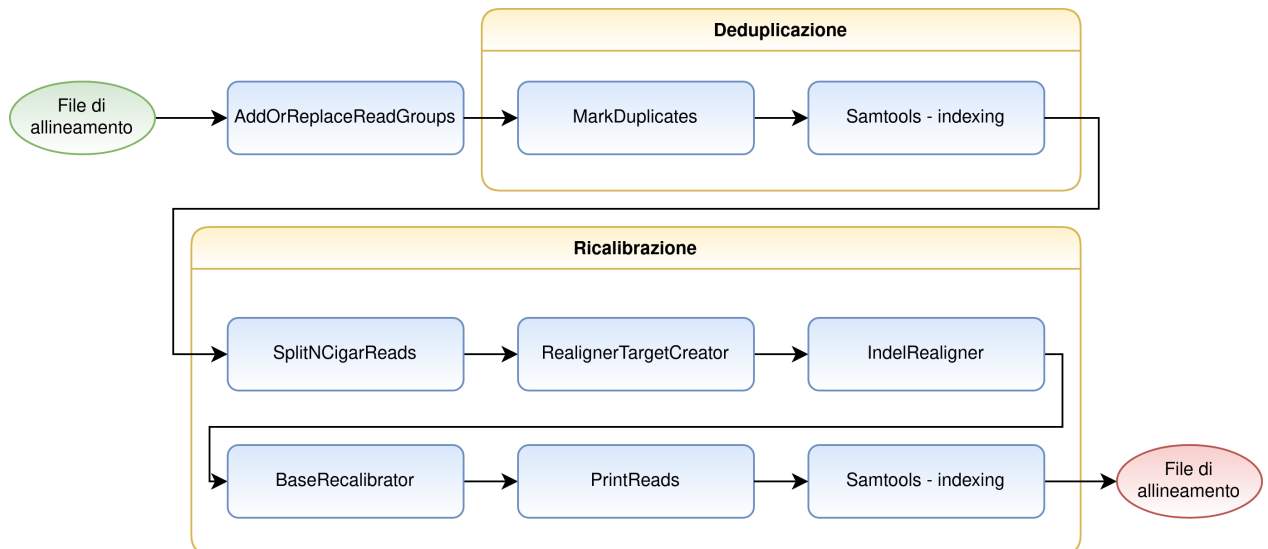 Deduplicazione
File di
allineamento
AddOrReplaceReadGroups
MarkDuplicates
Samtools - indexing
Ricalibrazione
SplitNCigarReads
RealignerTargetCreator
IndelRealigner
BaseRecalibrator
PrintReads
Samtools - indexing
File di
allineamento